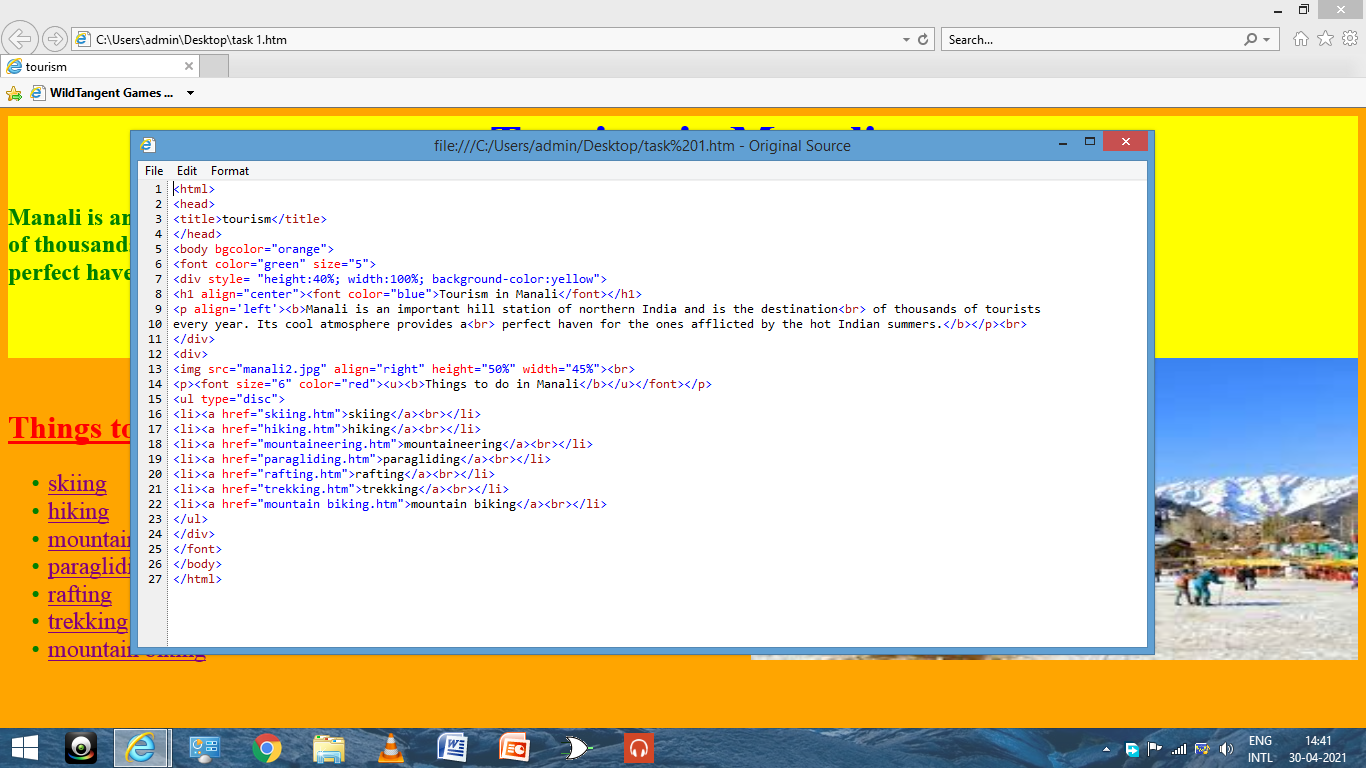 C:\Users\admin\Desktop\task 1.htm
Search...
tourism
WildTangent Games ...
file:///C:/Users/admin/Desktop/task%201.htm - Original Source
File Edit Format
1 <html>
2 <head>
3 <title>tourism</title>
4 </head>
5 <body bgcolor="orange">
6 <font color="green" size="5">
7 <div style= "height:40%; width:100%; background-color:yellow">
8 <h1 align="center"><font color="blue">Tourism in Manali</font></h1>
9 <p align='left'><b>Manali is an important hill station of northern India and is the destination<br> of thousands of tourists
10 every year. Its cool atmosphere provides a<br> perfect haven for the ones afflicted by the hot Indian summers.</b></p><br>
11 </div>
12 <div>
13 <img src="manali2.jpg" align="right" height="50%" width="45%"><br>
14 <p><font size="6" color="red"><u><b>Things to do in Manali</b></u></font></p>
15 <ul type="disc">
16 <li><a href="skiing.htm">skiing</a><br></li>
17 <li><a href="hiking.htm">hiking</a><br></li>
18 <li><a href="mountaineering.htm">mountaineering</a><br></li>
19 <li><a href="paragliding.htm">paragliding</a><br></li>
20 <li><a href="rafting.htm">rafting</a><br></li>
21 <li><a href="trekking.htm">trekking</a><br></li>
22 <li><a href="mountain biking.htm">mountain biking</a><br></li>
23 </ul>
24 </div>
25 </font>
26 </body>
27 </html>
Manali is an
of thousand
perfect have
Things to
• skiing
• hiking
• mountai
• paraglid
• rafting
• trekking
• mountain biking
ENG 14:41
INTL 30-04-2021